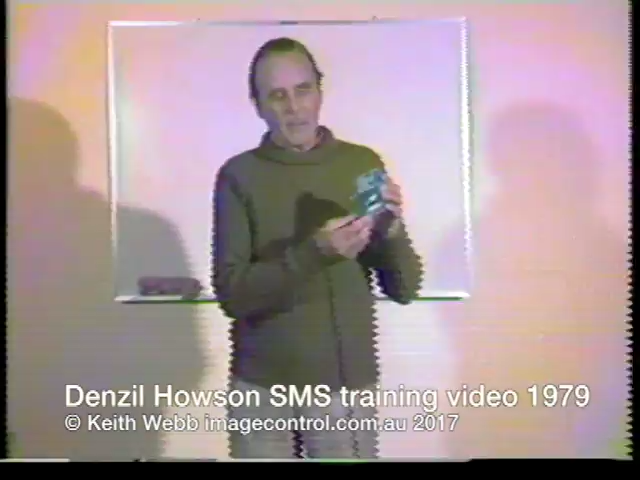 Denzil Howson SMS training video 1979
© Keith Webb imagecontrol.com.au 2017